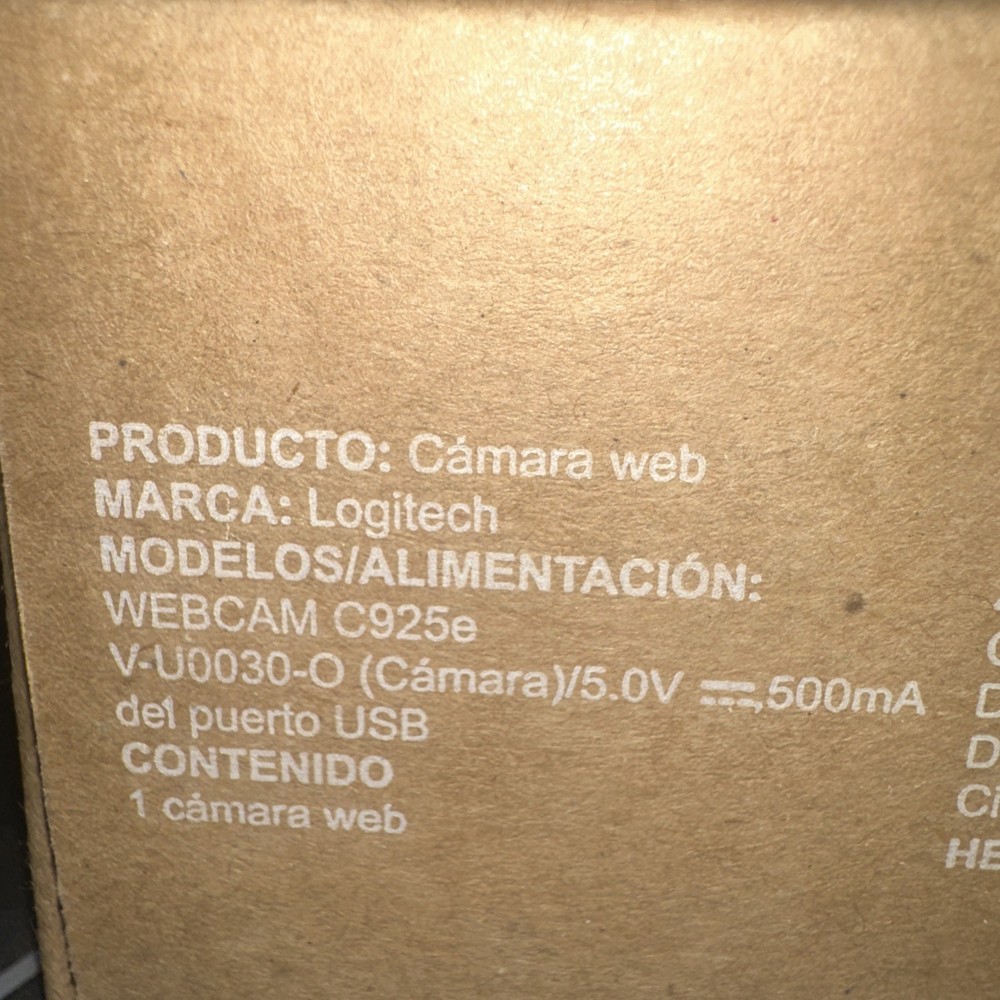 PRODUCTO: Cámara web
MARCA: Logitech
MODELOS/ALIMENTACIÓN:
WEBCAM C925e
V-U0030-O (Cámara)/5.0V ⎓,500mA
del puerto USB
CONTENIDO
1 cámara web
HE